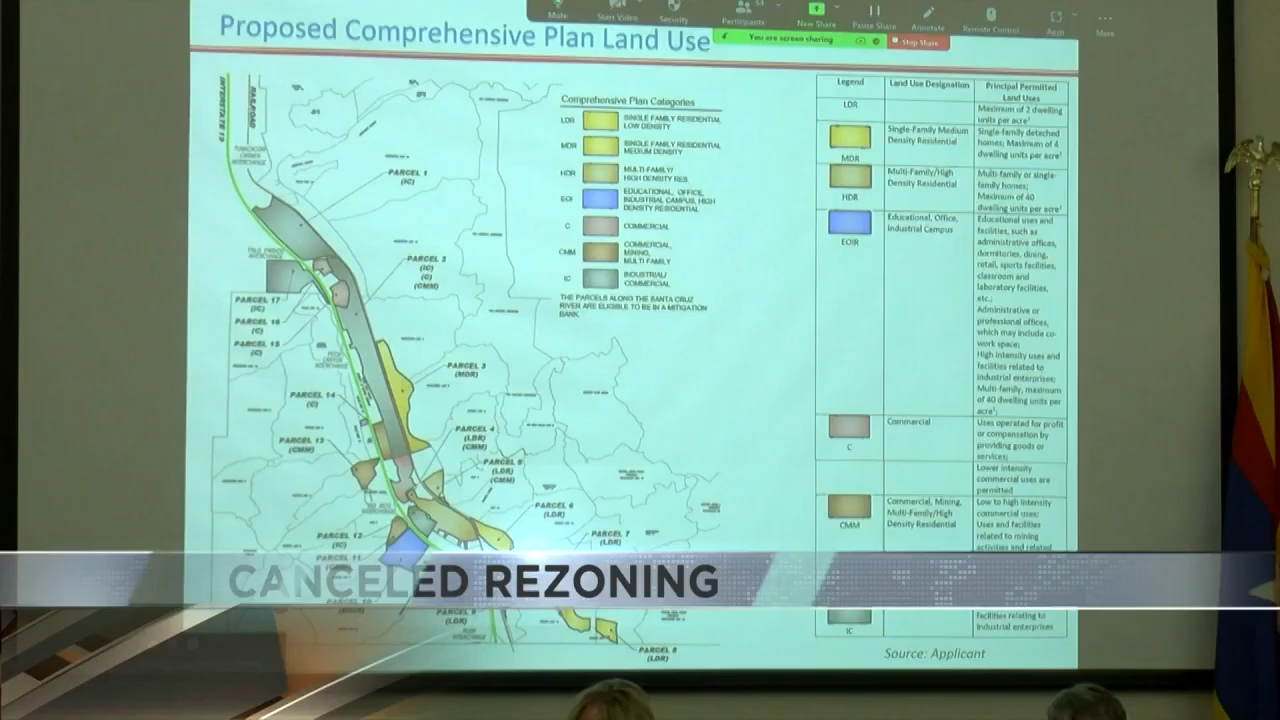 Proposed Comprehensive Plan Land Use
Mute
Start Video
Security
Participants
New Share
Pause Share
Annotate
Remote Control
Apps
More
You are screen sharing
Stop Share
INTERSTATE 19
RAILROAD
PARCEL 1
(IC)
PARCEL 2
(IC)
(C)
(CMM)
PARCEL 17
(IC)
PARCEL 16
(C)
PARCEL 15
(C)
PARCEL 3
(MDR)
PARCEL 14
(C)
PARCEL 13
(CMM)
PARCEL 4
(LDR)
(CMM)
PARCEL 5
(LDR)
(CMM)
PARCEL 6
(LDR)
PARCEL 7
(LDR)
PARCEL 12
(IC)
PARCEL 11
PARCEL 9
(LDR)
PARCEL 8
(LDR)
Comprehensive Plan Categories
LDR
SINGLE FAMILY RESIDENTIAL
LOW DENSITY
MDR
SINGLE FAMILY RESIDENTIAL
MEDIUM DENSITY
HDR
MULTI FAMILY/
HIGH DENSITY RES.
EOI
EDUCATIONAL, OFFICE,
INDUSTRIAL CAMPUS, HIGH
DENSITY RESIDENTIAL
C
COMMERCIAL
CMM
COMMERCIAL,
MINING,
MULTI FAMILY
IC
INDUSTRIAL/
COMMERCIAL
THE PARCELS ALONG THE SANTA CRUZ
RIVER ARE ELIGIBLE TO BE IN A MITIGATION
BANK.
Legend
Land Use Designation
Principal Permitted
Land Uses
LDR
Maximum of 2 dwelling
units per acre¹
MDR
Single-Family Medium
Density Residential
Single-family detached
homes; Maximum of 4
dwelling units per acre¹
HDR
Multi-Family/High
Density Residential
Multi-family or single-
family homes;
Maximum of 40
dwelling units per acre¹
EOIR
Educational, Office,
Industrial Campus
Educational uses and
facilities, such as
administrative offices,
dormitories, dining,
retail, sports facilities,
classroom and
laboratory facilities,
etc.;
Administrative or
professional offices,
which may include co-
work space;
High intensity uses and
facilities related to
industrial enterprises;
Multi-family, maximum
of 40 dwelling units per
acre¹;
C
Commercial
Uses operated for profit
or compensation by
providing goods or
services;
Lower intensity
commercial uses are
permitted
CMM
Commercial, Mining,
Multi-Family/High
Density Residential
Low to high intensity
commercial uses;
Uses and facilities
related to mining
activities and related
IC
facilities relating to
industrial enterprises
Source: Applicant
CANCELED REZONING